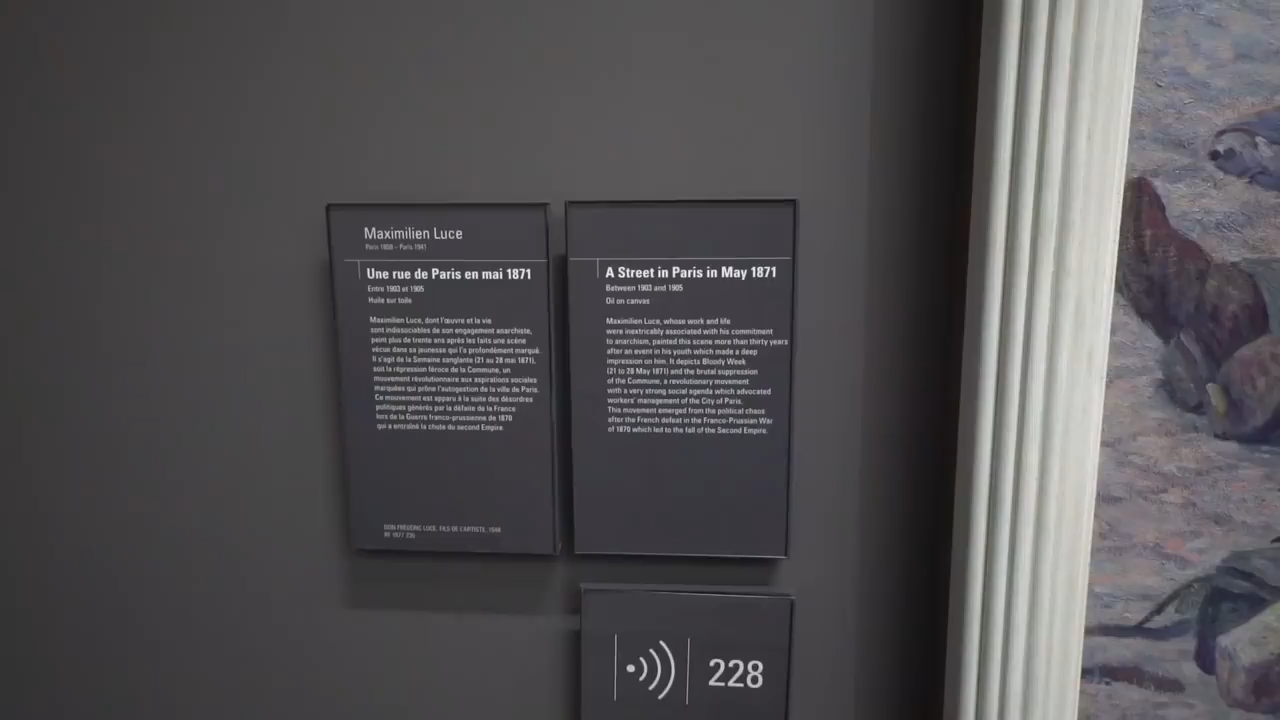 Maximilien Luce
Paris 1858 – Paris 1941
Une rue de Paris en mai 1871
Entre 1903 et 1905
Huile sur toile
Maximilien Luce, dont l'œuvre et la vie
sont indissociables de son engagement anarchiste,
peint plus de trente ans après les faits une scène
vécue dans sa jeunesse qui l'a profondément marqué.
Il s'agit de la Semaine sanglante (21 au 28 mai 1871),
soit la répression féroce de la Commune, un
mouvement révolutionnaire aux aspirations sociales
marquées qui prône l'autogestion de la ville de Paris.
Ce mouvement est apparu à la suite des désordres
politiques générés par la défaite de la France
lors de la Guerre franco-prussienne de 1870
qui a entraîné la chute du second Empire
DON FRÉDÉRIC LUCE, FILS DE L'ARTISTE, 1948
RF 1977 235
A Street in Paris in May 1871
Between 1903 and 1905
Oil on canvas
Maximilien Luce, whose work and life
were inextricably associated with his commitment
to anarchism, painted this scene more than thirty years
after an event in his youth which made a deep
impression on him. It depicts Bloody Week
(21 to 28 May 1871) and the brutal suppression
of the Commune, a revolutionary movement
with a very strong social agenda which advocated
workers' management of the City of Paris.
This movement emerged from the political chaos
after the French defeat in the Franco-Prussian War
of 1870 which led to the fall of the Second Empire.
228